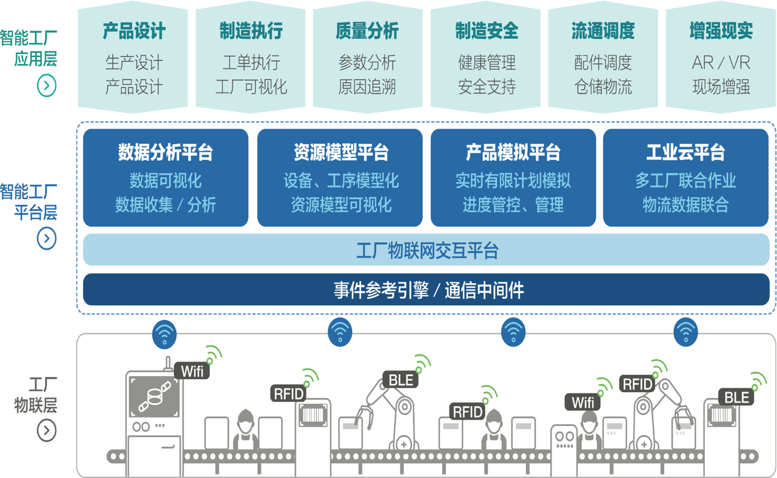 智能工厂
应用层
产品设计
生产设计
产品设计
制造执行
工单执行
工厂可视化
质量分析
参数分析
原因追溯
制造安全
健康管理
安全支持
流通调度
配件调度
仓储物流
增强现实
AR / VR
现场增强
智能工厂
平台层
数据分析平台
数据可视化
数据收集 / 分析
资源模型平台
设备、工序模型化
资源模型可视化
产品模拟平台
实时有限计划模拟
进度管控、管理
工业云平台
多工厂联合作业
物流数据联合
工厂物联网交互平台
事件参考引擎 / 通信中间件
工厂
物联层
Wifi
RFID
BLE
RFID
Wifi
RFID
BLE